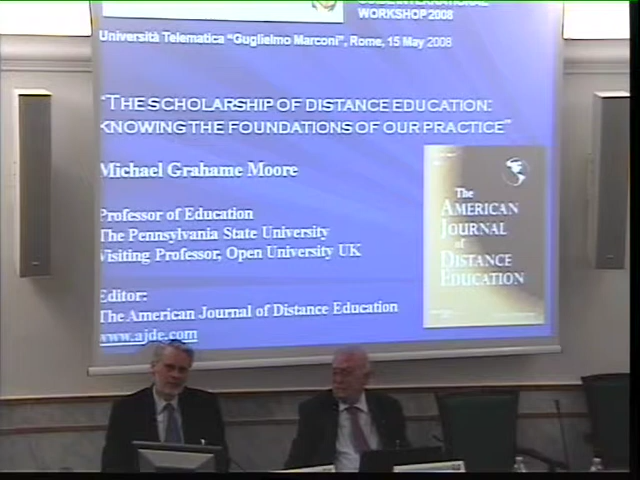 WORKSHOP 2008
Università Telematica "Guglielmo Marconi", Rome, 15 May 2008
"THE SCHOLARSHIP OF DISTANCE EDUCATION:
KNOWING THE FOUNDATIONS OF OUR PRACTICE"
Michael Grahame Moore
Professor of Education
The Pennsylvania State University
Visiting Professor, Open University UK
Editor:
The American Journal of Distance Education
www.ajde.com
The
AMERICAN
JOURNAL
of
DISTANCE
EDUCATION